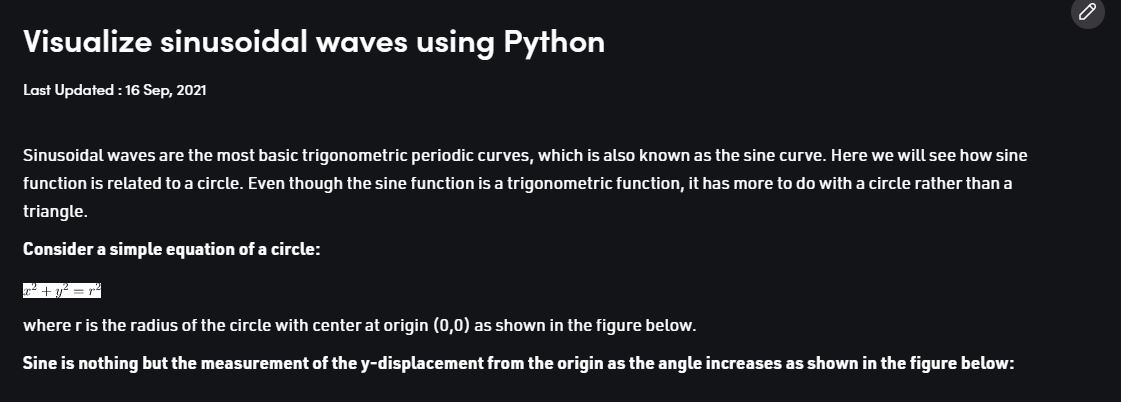 Visualize sinusoidal waves using Python
Last Updated : 16 Sep, 2021
Sinusoidal waves are the most basic trigonometric periodic curves, which is also known as the sine curve. Here we will see how sine
function is related to a circle. Even though the sine function is a trigonometric function, it has more to do with a circle rather than a
triangle.
Consider a simple equation of a circle:
x² + y² = r²
where r is the radius of the circle with center at origin (0,0) as shown in the figure below.
Sine is nothing but the measurement of the y-displacement from the origin as the angle increases as shown in the figure below: